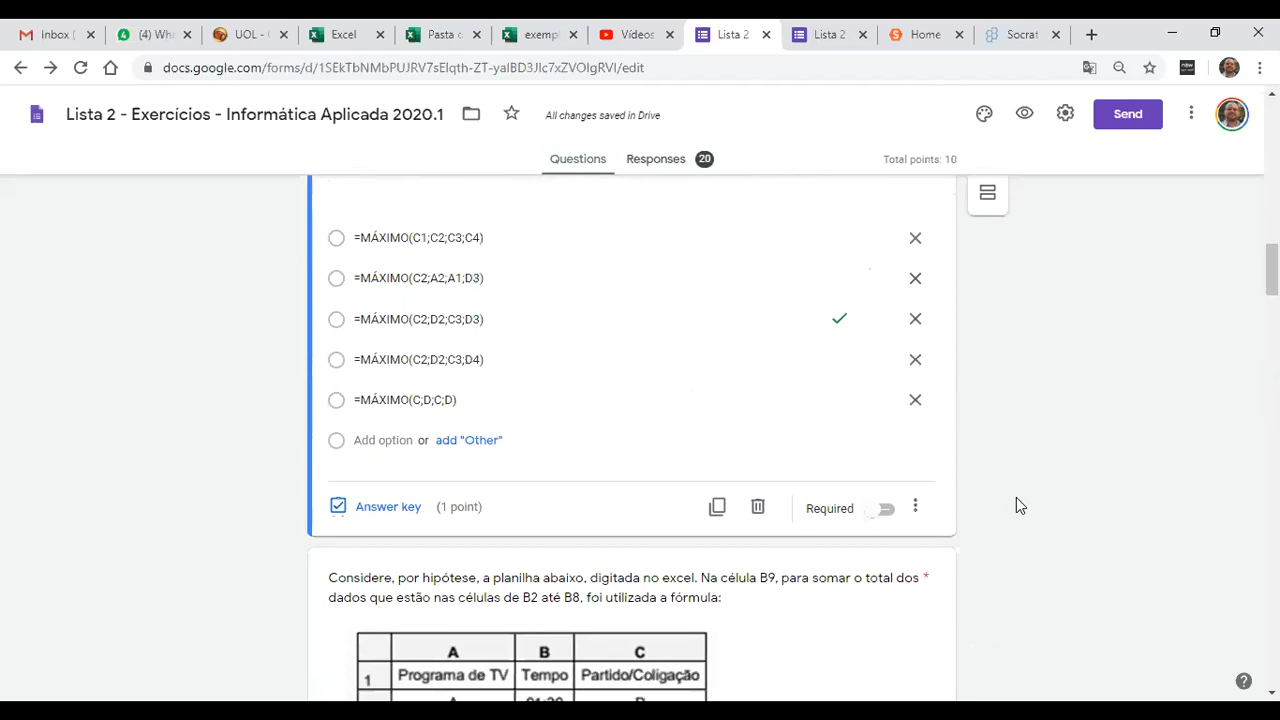 Inbox (
(4) Wha
UOL - 
Excel
Pasta o
exempl
Vídeos
Lista 2
Lista 2
Home
Socrat
docs.google.com/forms/d/1SEkTbNMbPUJRV7sElqth-ZT-yalBD3Jlc7xZVOlgRVI/edit
Lista 2 - Exercícios - Informática Aplicada 2020.1
All changes saved in Drive
Send
Questions
Responses 20
Total points: 10
=MÁXIMO(C1;C2;C3;C4)
=MÁXIMO(C2;A2;A1;D3)
=MÁXIMO(C2;D2;C3;D3)
=MÁXIMO(C2;D2;C3;D4)
=MÁXIMO(C;D;C;D)
Add option or add "Other"
Answer key (1 point)
Required
Considere, por hipótese, a planilha abaixo, digitada no excel. Na célula B9, para somar o total dos *
dados que estão nas células de B2 até B8, foi utilizada a fórmula:
A B C
1 Programa de TV Tempo Partido/Coligação